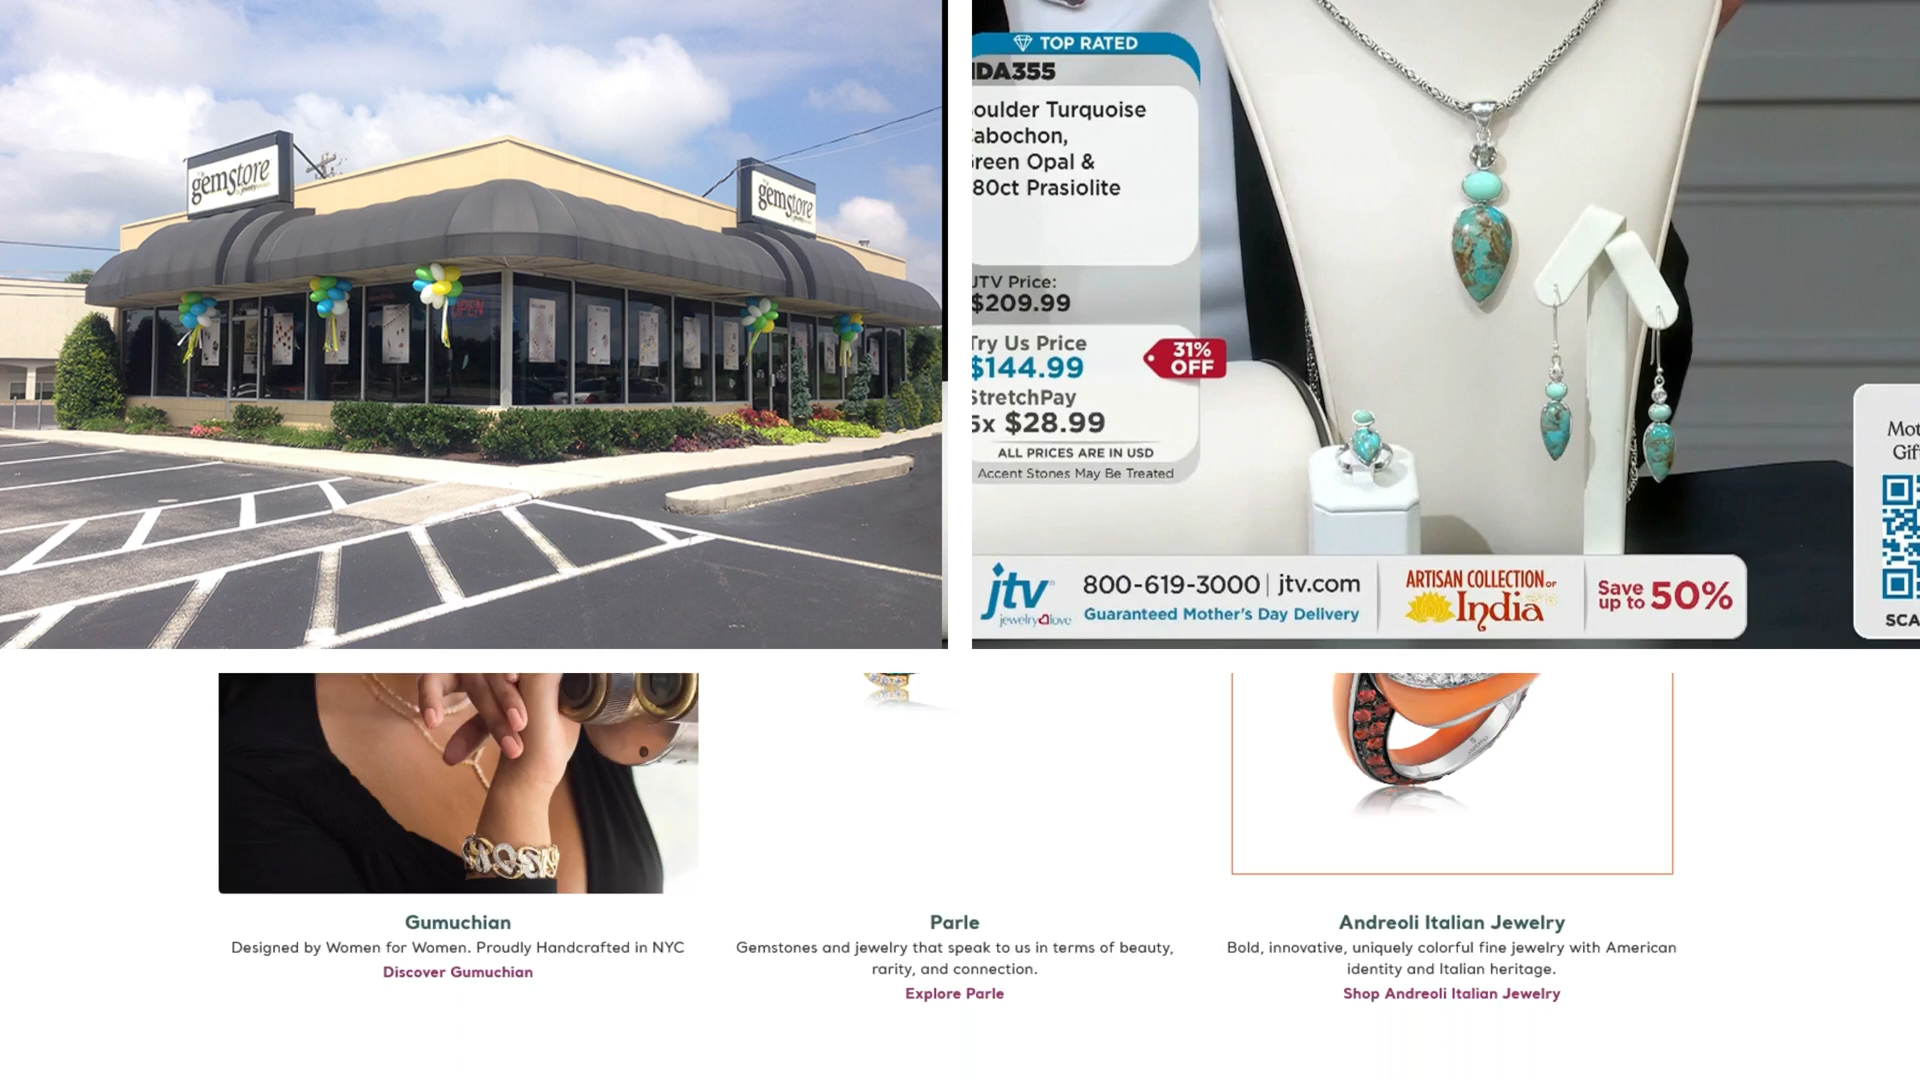 gemstore
gemstore
OPEN
TOP RATED
IDA355
oulder Turquoise
abochon,
reen Opal &
80ct Prasiolite
JTV Price:
$209.99
Try Us Price
$144.99
31%
OFF
StretchPay
5x $28.99
ALL PRICES ARE IN USD
Accent Stones May Be Treated
jtv
jewelry love
800-619-3000 | jtv.com
Guaranteed Mother's Day Delivery
ARTISAN COLLECTION OF
India
Save
up to 50%
Mot
Gif
SCA
Gumuchian
Designed by Women for Women. Proudly Handcrafted in NYC
Discover Gumuchian
Parle
Gemstones and jewelry that speak to us in terms of beauty,
rarity, and connection.
Explore Parle
Andreoli Italian Jewelry
Bold, innovative, uniquely colorful fine jewelry with American
identity and Italian heritage.
Shop Andreoli Italian Jewelry